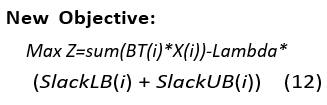 New Objective:
Max Z=sum(BT(i)*X(i))-Lambda*
(SlackLB(i) + SlackUB(i)) (12)